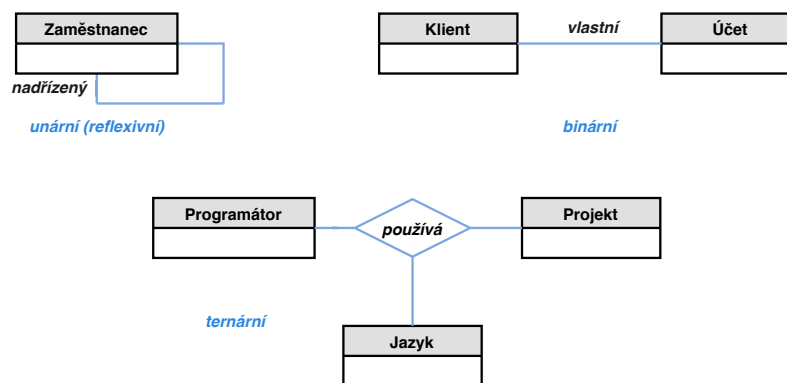 Zaměstnanec
nadřízený
unární (reflexivní)
Klient
vlastní
Účet
binární
Programátor
používá
Projekt
ternární
Jazyk